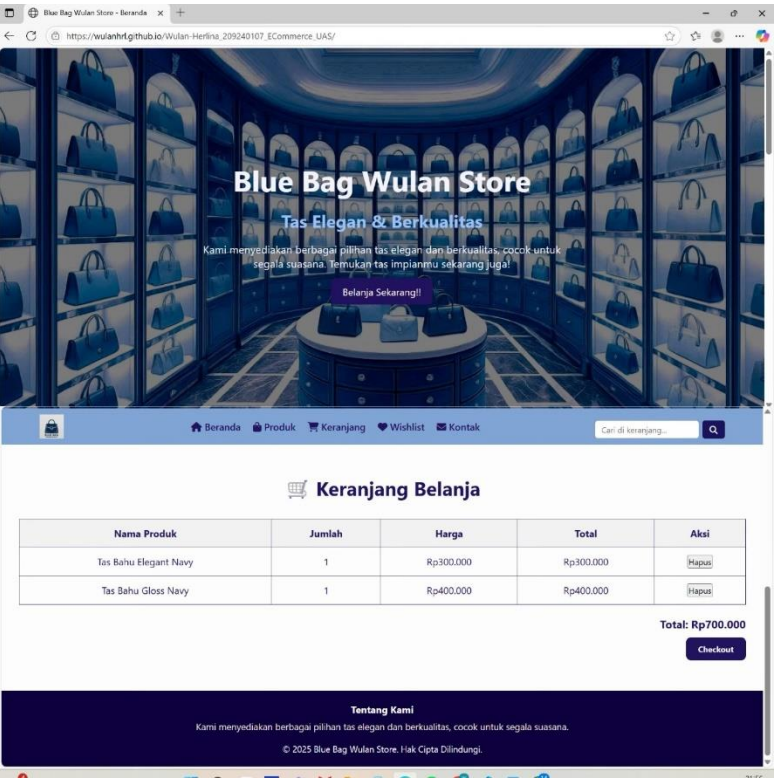 Blue Bag Wulan Store - Beranda
https://wulanhrl.github.io/Wulan-Herlina_209240107_ECommerce_UAS/
Blue Bag Wulan Store
Tas Elegan & Berkualitas
Kami menyediakan berbagai pilihan tas elegan dan berkualitas, cocok untuk
segala suasana. Temukan tas impianmu sekarang juga!
Belanja Sekarang!!
Beranda Produk Keranjang Wishlist Kontak
Cari di keranjang...
Keranjang Belanja
Nama Produk Jumlah Harga Total Aksi
Tas Bahu Elegant Navy 1 Rp300.000 Rp300.000 Hapus
Tas Bahu Gloss Navy 1 Rp400.000 Rp400.000 Hapus
Total: Rp700.000
Checkout
Tentang Kami
Kami menyediakan berbagai pilihan tas elegan dan berkualitas, cocok untuk segala suasana.
© 2025 Blue Bag Wulan Store. Hak Cipta Dilindungi.